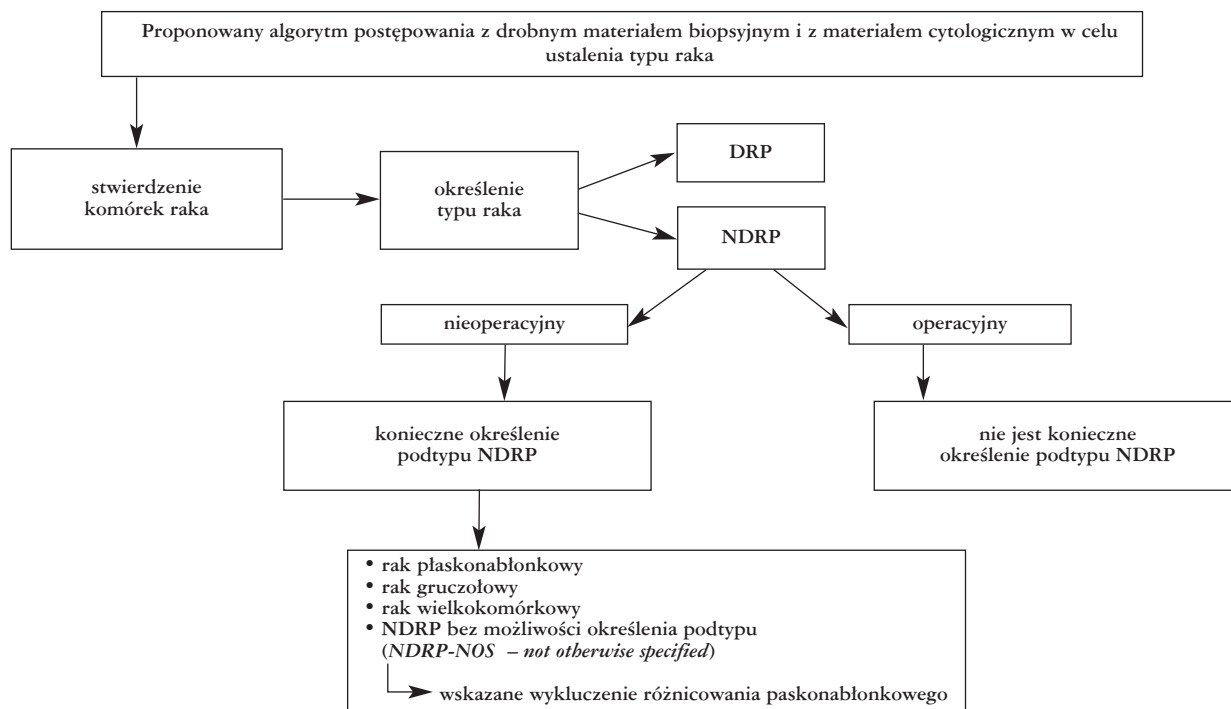 Proponowany algorytm postępowania z drobnym materiałem biopsyjnym i z materiałem cytologicznym w celu
ustalenia typu raka
stwierdzenie
komórek raka
określenie
typu raka
DRP
NDRP
nieoperacyjny
operacyjny
konieczne określenie
podtypu NDRP
nie jest konieczne
określenie podtypu NDRP
• rak płaskonabłonkowy
• rak gruczołowy
• rak wielkokomórkowy
• NDRP bez możliwości określenia podtypu
(NDRP-NOS – not otherwise specified)
wskazane wykluczenie różnicowania paskonabłonkowego